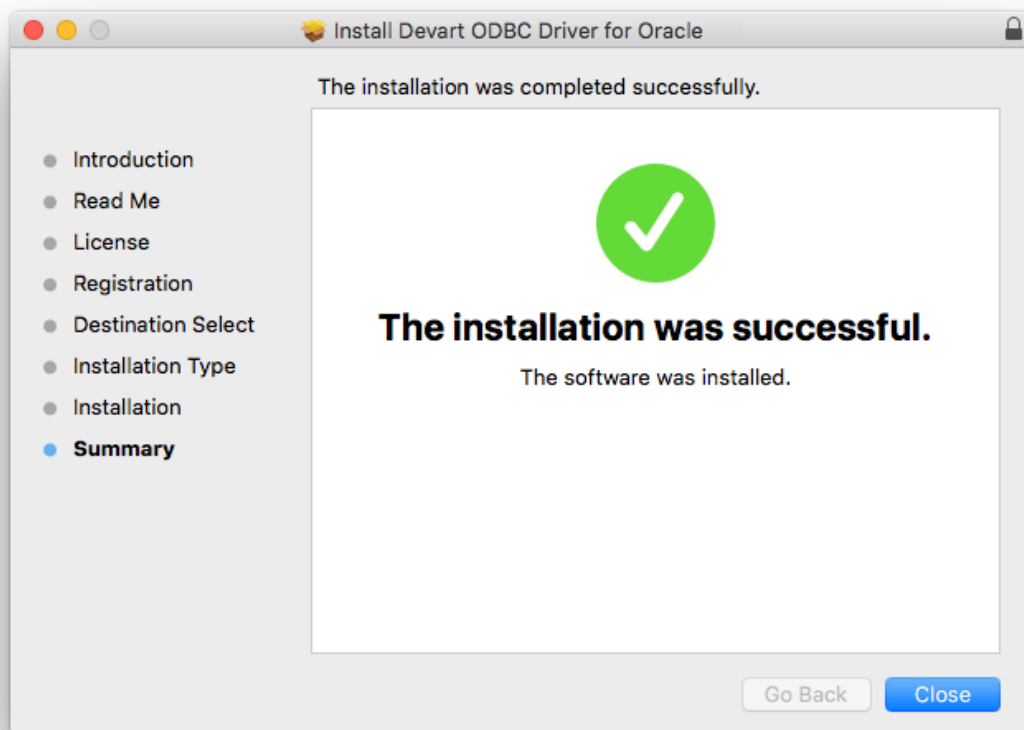 Install Devart ODBC Driver for Oracle
The installation was completed successfully.
Introduction
Read Me
License
Registration
Destination Select
Installation Type
Installation
Summary
The installation was successful.
The software was installed.
Go Back
Close